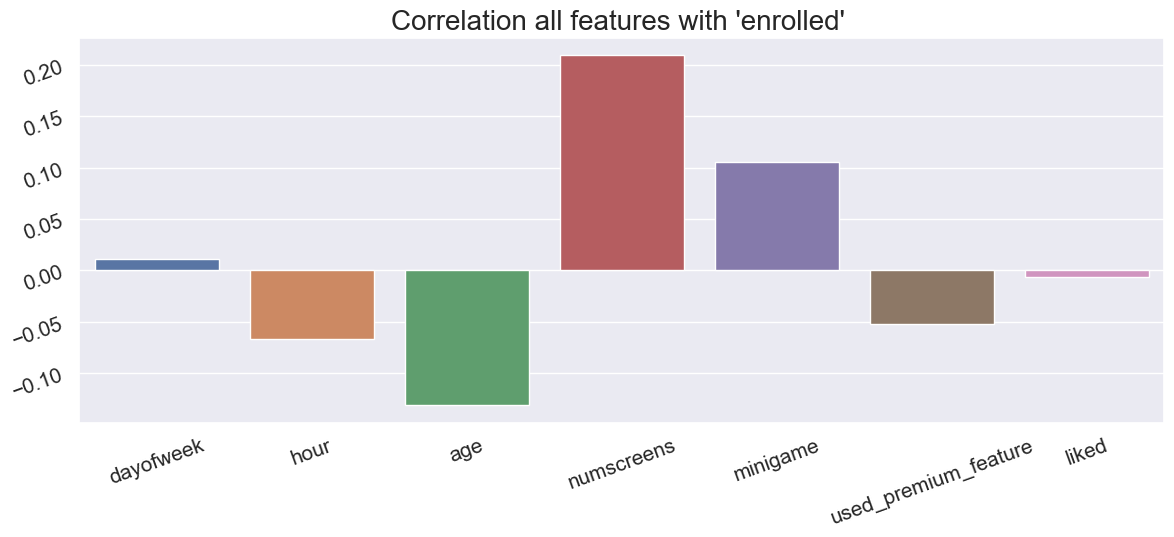 Correlation all features with 'enrolled'
0.20
0.15
0.10
0.05
0.00
−0.05
−0.10
dayofweek
hour
age
numscreens
minigame
used_premium_feature
liked